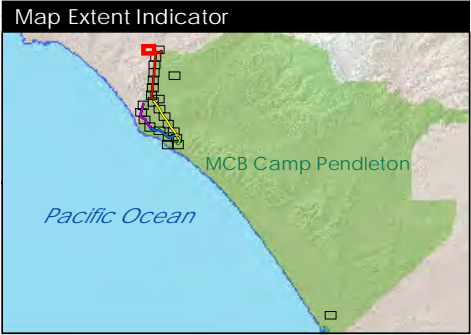 Map Extent Indicator
MCB Camp Pendleton
Pacific Ocean